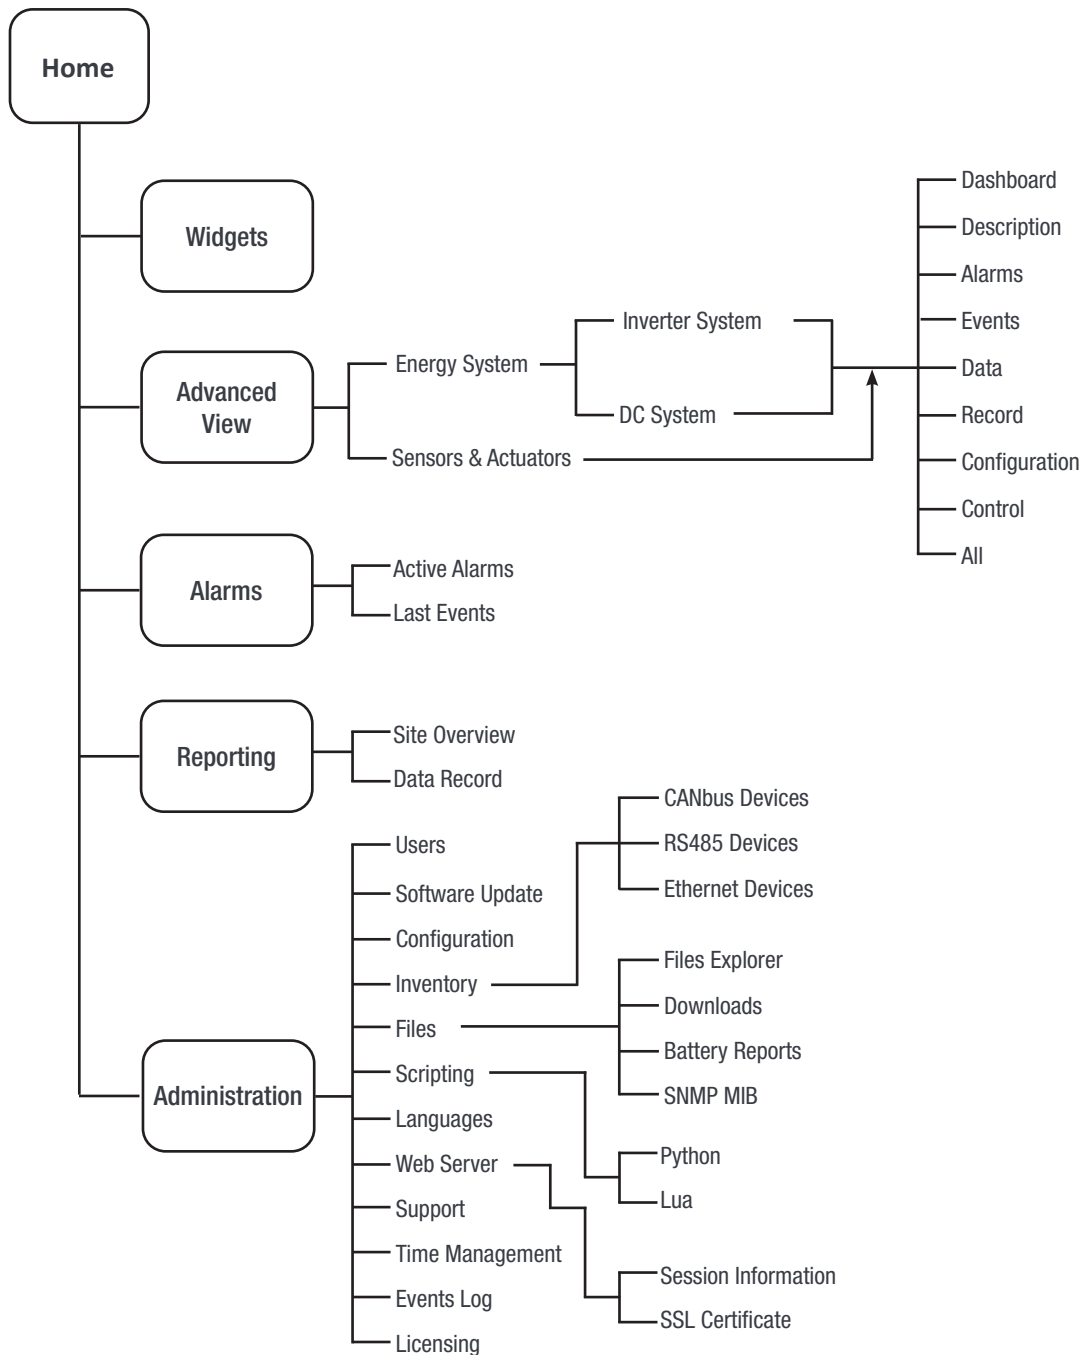 Home
Widgets
Advanced
View
Energy System
Sensors & Actuators
Inverter System
DC System
Dashboard
Description
Alarms
Events
Data
Record
Configuration
Control
All
Alarms
Active Alarms
Last Events
Reporting
Site Overview
Data Record
Administration
Users
Software Update
Configuration
Inventory
Files
Scripting
Languages
Web Server
Support
Time Management
Events Log
Licensing
CANbus Devices
RS485 Devices
Ethernet Devices
Files Explorer
Downloads
Battery Reports
SNMP MIB
Python
Lua
Session Information
SSL Certificate